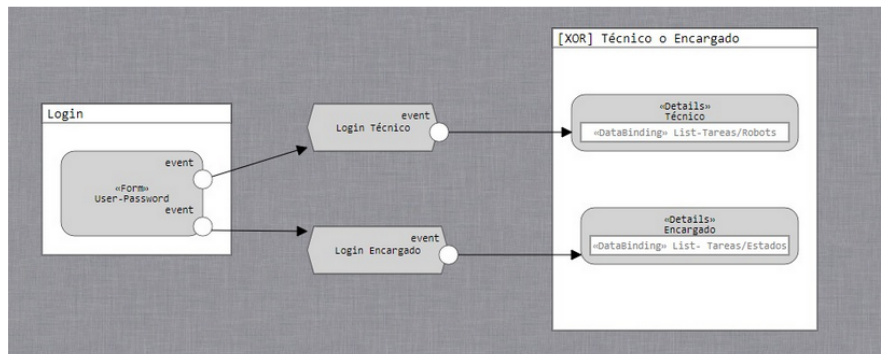 Login
event
«Form»
User-Password
event
event
Login Técnico
event
Login Encargado
[XOR] Técnico o Encargado
«Details»
Técnico
«DataBinding» List-Tareas/Robots
«Details»
Encargado
«DataBinding» List- Tareas/Estados